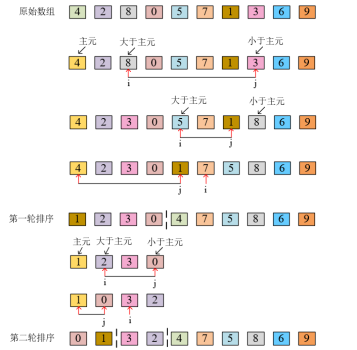 原始数组 4 2 8 0 5 7 1 3 6 9
主元 大于主元 小于主元
4 2 8 0 5 7 1 3 6 9
i j
大于主元 小于主元
4 2 3 0 5 7 1 8 6 9
i j
4 2 3 0 1 7 5 8 6 9
j i
第一轮排序 1 2 3 0 4 7 5 8 6 9
主元 大于主元 小于主元
1 2 3 0
i j
1 0 3 2
j i
第二轮排序 0 1 3 2 4 7 5 8 6 9